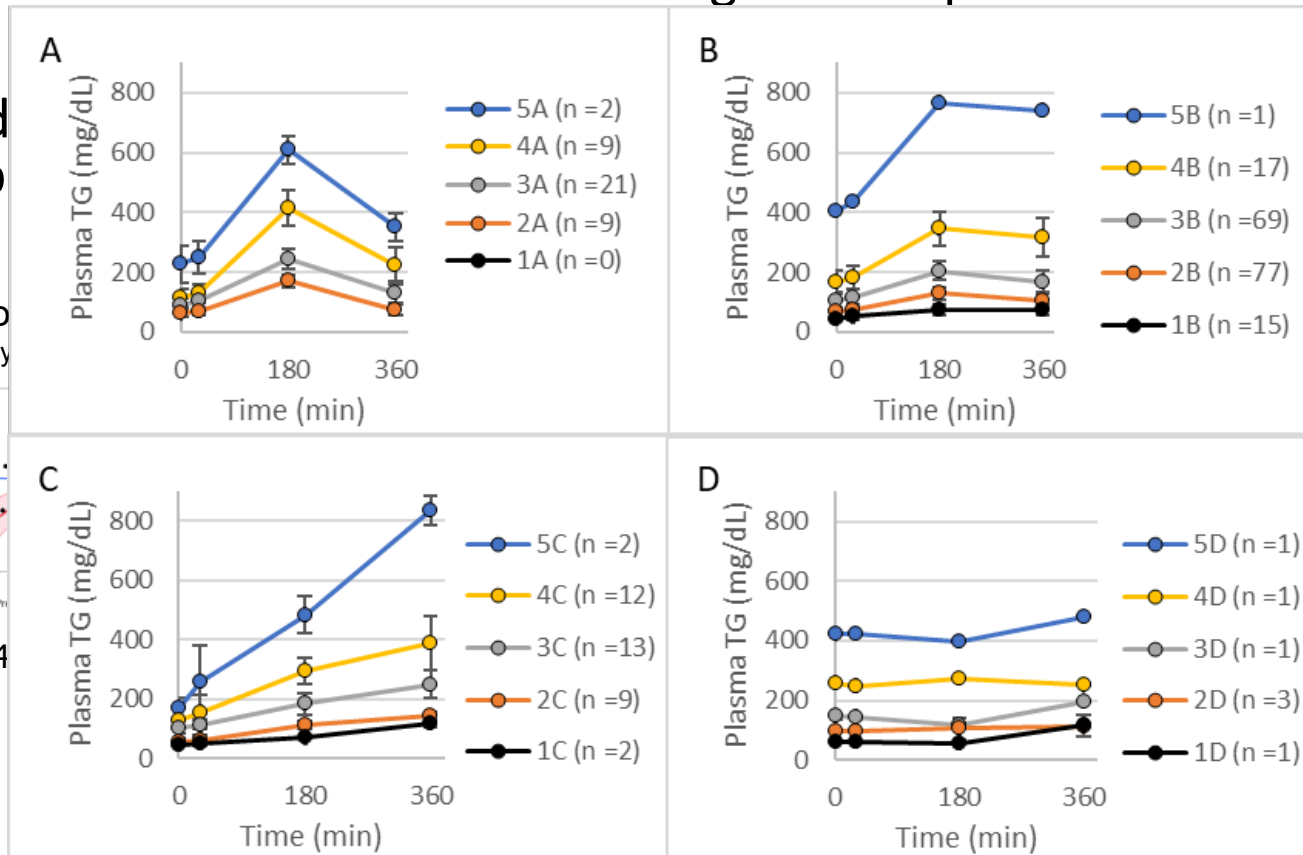 A
Plasma TG (mg/dL)
800
600
400
200
0
0 180 360
Time (min)
5A (n =2)
4A (n =9)
3A (n =21)
2A (n =9)
1A (n =0)
B
Plasma TG (mg/dL)
800
600
400
200
0
0 180 360
Time (min)
5B (n =1)
4B (n =17)
3B (n =69)
2B (n =77)
1B (n =15)
C
Plasma TG (mg/dL)
800
600
400
200
0
0 180 360
Time (min)
5C (n =2)
4C (n =12)
3C (n =13)
2C (n =9)
1C (n =2)
D
Plasma TG (mg/dL)
800
600
400
200
0
0 180 360
Time (min)
5D (n =1)
4D (n =1)
3D (n =1)
2D (n =3)
1D (n =1)